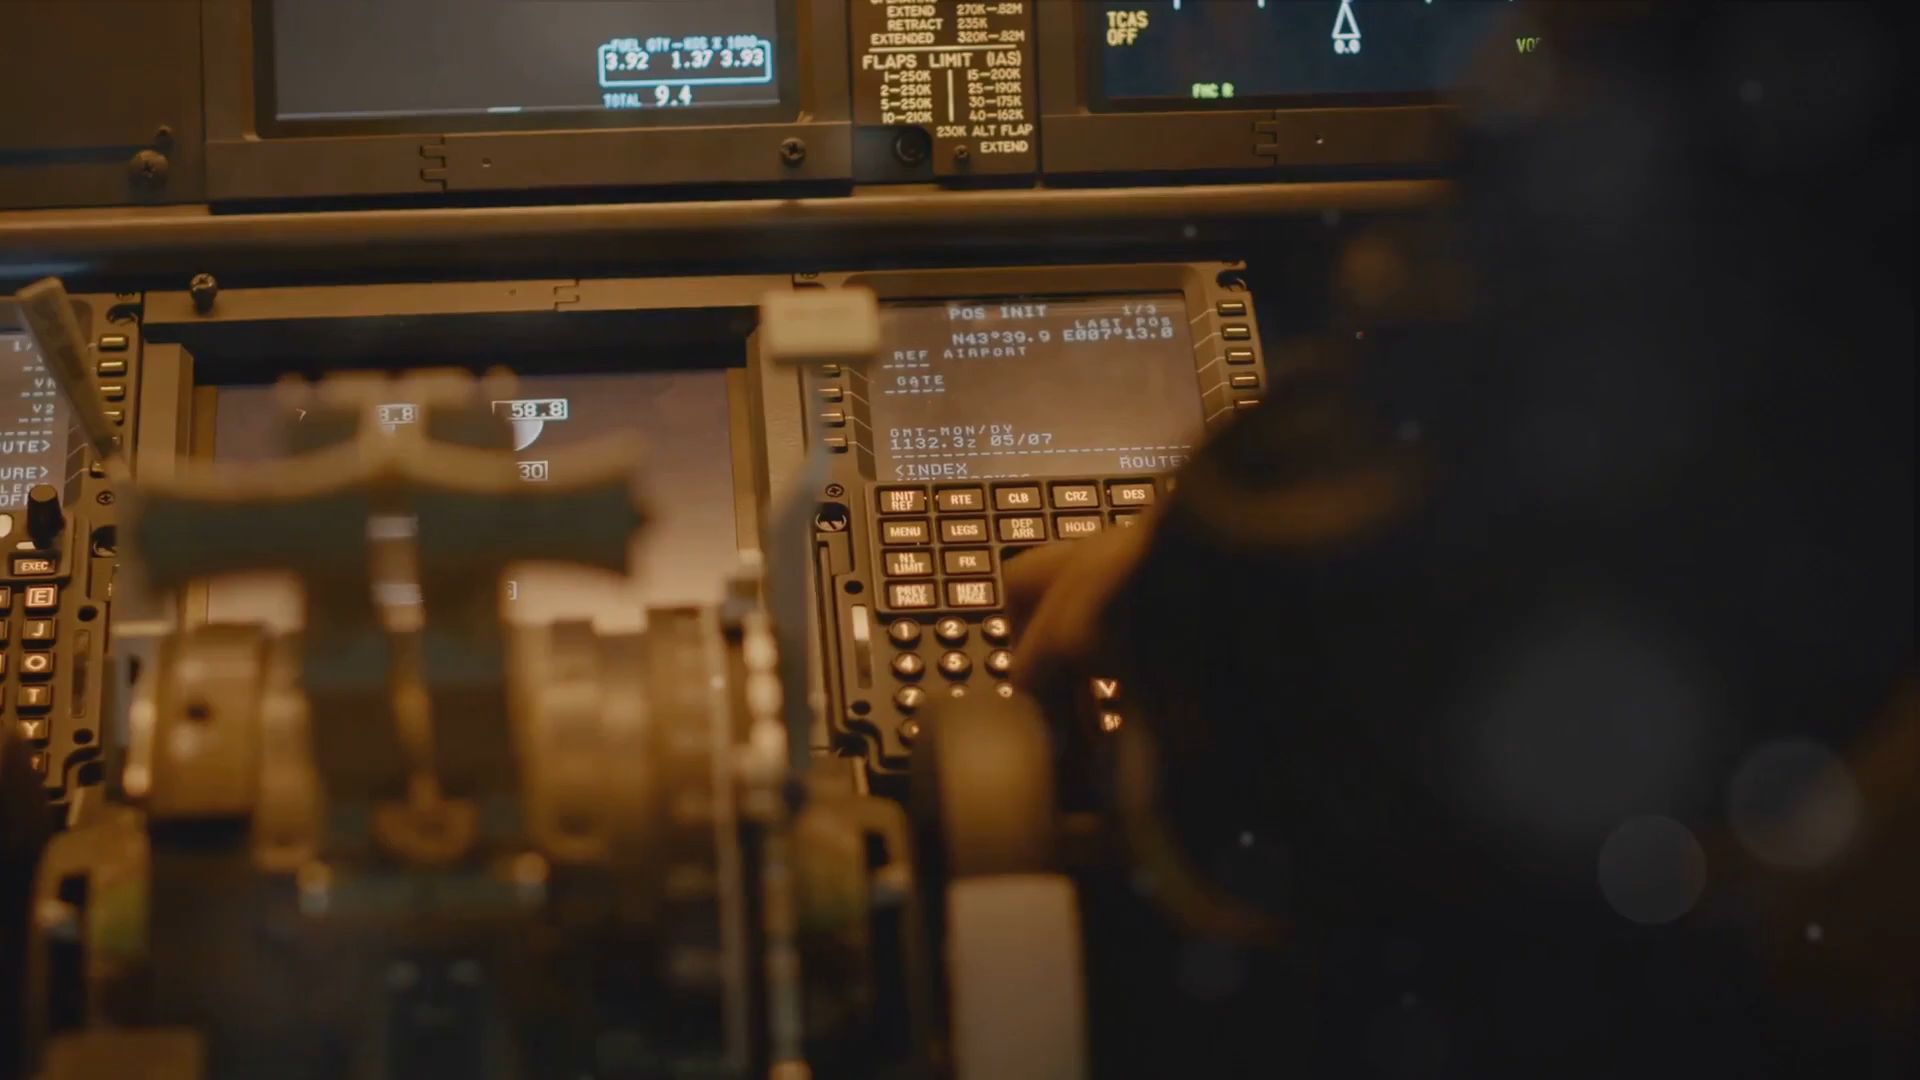 FUEL QTY-KGS X 1000
3.92 1.37 3.93
TOTAL 9.4
EXTEND 270K-.82M
RETRACT 235K
EXTENDED 320K-.82M
FLAPS LIMIT (IAS)
1-250K 15-200K
2-250K 25-190K
5-250K 30-175K
10-210K 40-162K
230K ALT FLAP
EXTEND
TCAS
OFF
0.0
FMC R
POS INIT 1/3
LAST POS
N43°39.9 E007°13.0
REF AIRPORT
----
GATE
-----
GMT-MON/DY
1132.3z 05/07
<INDEX ROUTE>
INIT
REF
RTE
CLB
CRZ
DES
MENU
LEGS
DEP
ARR
HOLD
N1
LIMIT
FIX
PREV
PAGE
NEXT
PAGE
1 2 3
4 5 6
7
V
V2
EXEC
E
J
O
T
Y
58.8